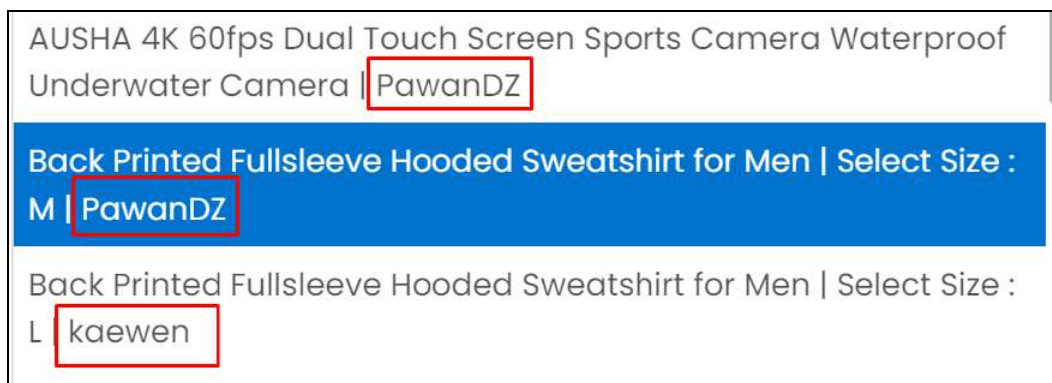 AUSHA 4K 60fps Dual Touch Screen Sports Camera Waterproof
Underwater Camera | PawanDZ
Back Printed Fullsleeve Hooded Sweatshirt for Men | Select Size :
M | PawanDZ
Back Printed Fullsleeve Hooded Sweatshirt for Men | Select Size :
L | kaewen